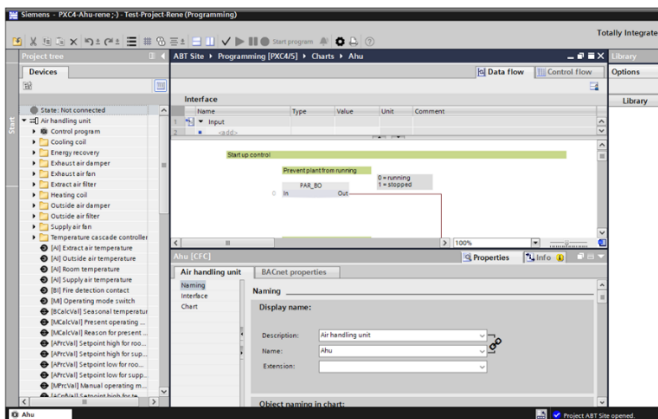 Siemens - PXC4-Ahu-rene ;-) - Test-Project-Rene (Programming)
Totally Integrate
Start program
Project tree
ABT Site Programming [PXC4/5] Charts Ahu
Library
Devices
Data flow
Control flow
Options
Start
Interface
Library
Name Type Value Unit Comment
1 Input
2 <add>
State: Not connected
Air handling unit
Control program
Cooling coil
Energy recovery
Exhaust air damper
Exhaust air fan
Extract air filter
Heating coil
Outside air damper
Outside air filter
Supply air fan
Temperature cascade controller
[AI] Extract air temperature
[AI] Outside air temperature
[AI] Room temperature
[AI] Supply air temperature
[BI] Fire detection contact
[M] Operating mode switch
[BCalcVal] Seasonal temperatur
[MCalcVal] Present operating ...
[MCalcVal] Reason for present ...
[APrcVal] Setpoint high for roo...
[APrcVal] Setpoint high for sup...
[APrcVal] Setpoint low for roo...
[APrcVal] Setpoint low for supp...
[MPrcVal] Manual operating m...
Start up control
Prevent plant from running
PAR_BO
0 = running
1 = stopped
0 In Out
100%
Ahu [CFC]
Properties
Info
Air handling unit
BACnet properties
Naming
Interface
Chart
Naming
Display name:
Description: Air handling unit
Name: Ahu
Extension:
Object naming in chart:
Ahu
Project ABT Site opened.